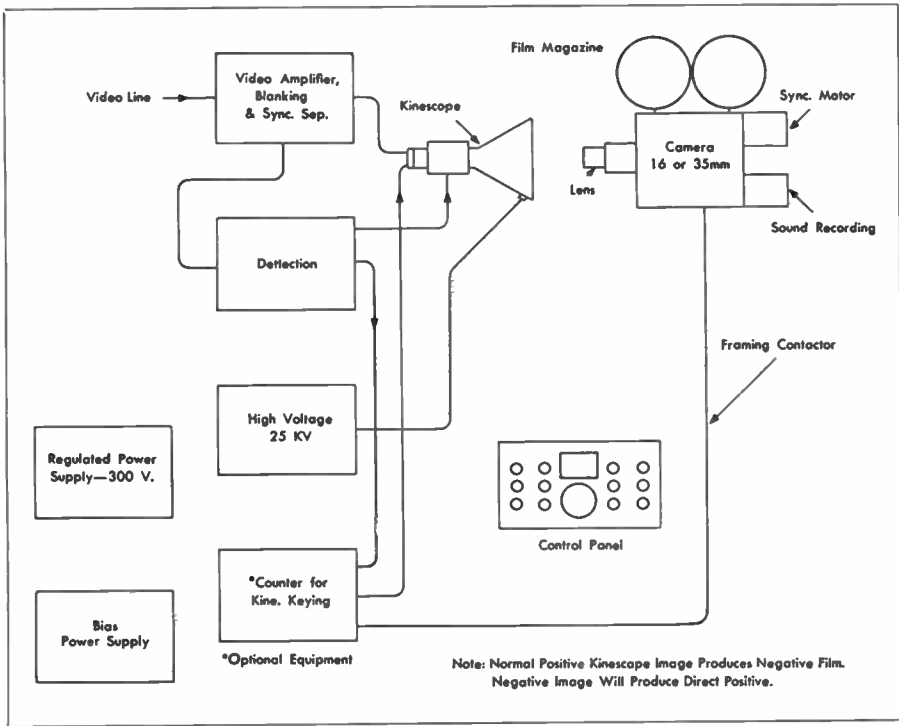 Film Magazine
Video Amplifier,
Blanking
& Sync. Sep.
Video Line
Kinescope
Sync. Motor
Camera
16 or 35mm
Lens
Sound Recording
Deflection
Framing Contactor
High Voltage
25 KV
Regulated Power
Supply—300 V.
Control Panel
*Counter for
Kine. Keying
Bias
Power Supply
*Optional Equipment
Note: Normal Positive Kinescope Image Produces Negative Film.
Negative Image Will Produce Direct Positive.